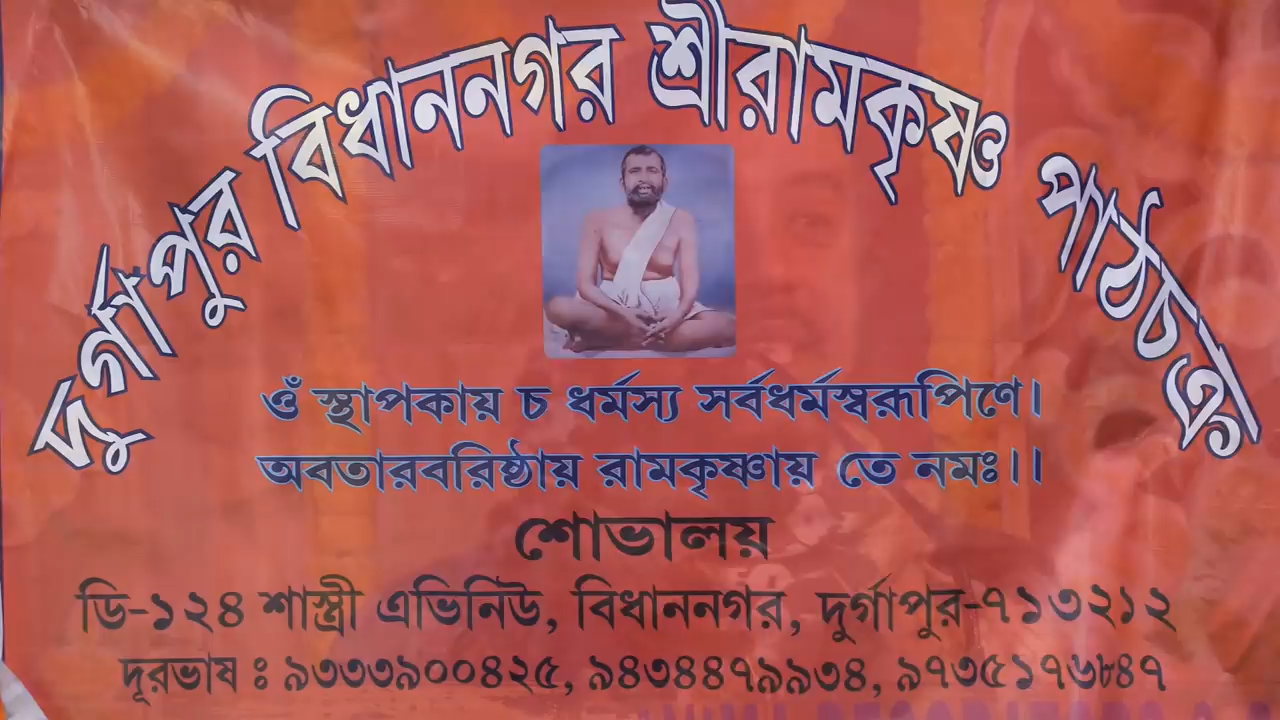 দুর্গাপুর বিধাননগর শ্রীরামকৃষ্ণ পাঠচক্র
ওঁ স্থাপকায় চ ধর্মস্য সর্বধর্মস্বরূপিণে।
অবতারবরিষ্ঠায় রামকৃষ্ণায় তে নমঃ।।
শোভালয়
ডি-১২৪ শাস্ত্রী এভিনিউ, বিধাননগর, দুর্গাপুর-৭১৩২১২
দূরভাষ ঃ ৯৩৩৩৯০০৪২৫, ৯৪৩৪৪৭৯৯৩৪, ৯৭৩৫১৭৬৮৪৭